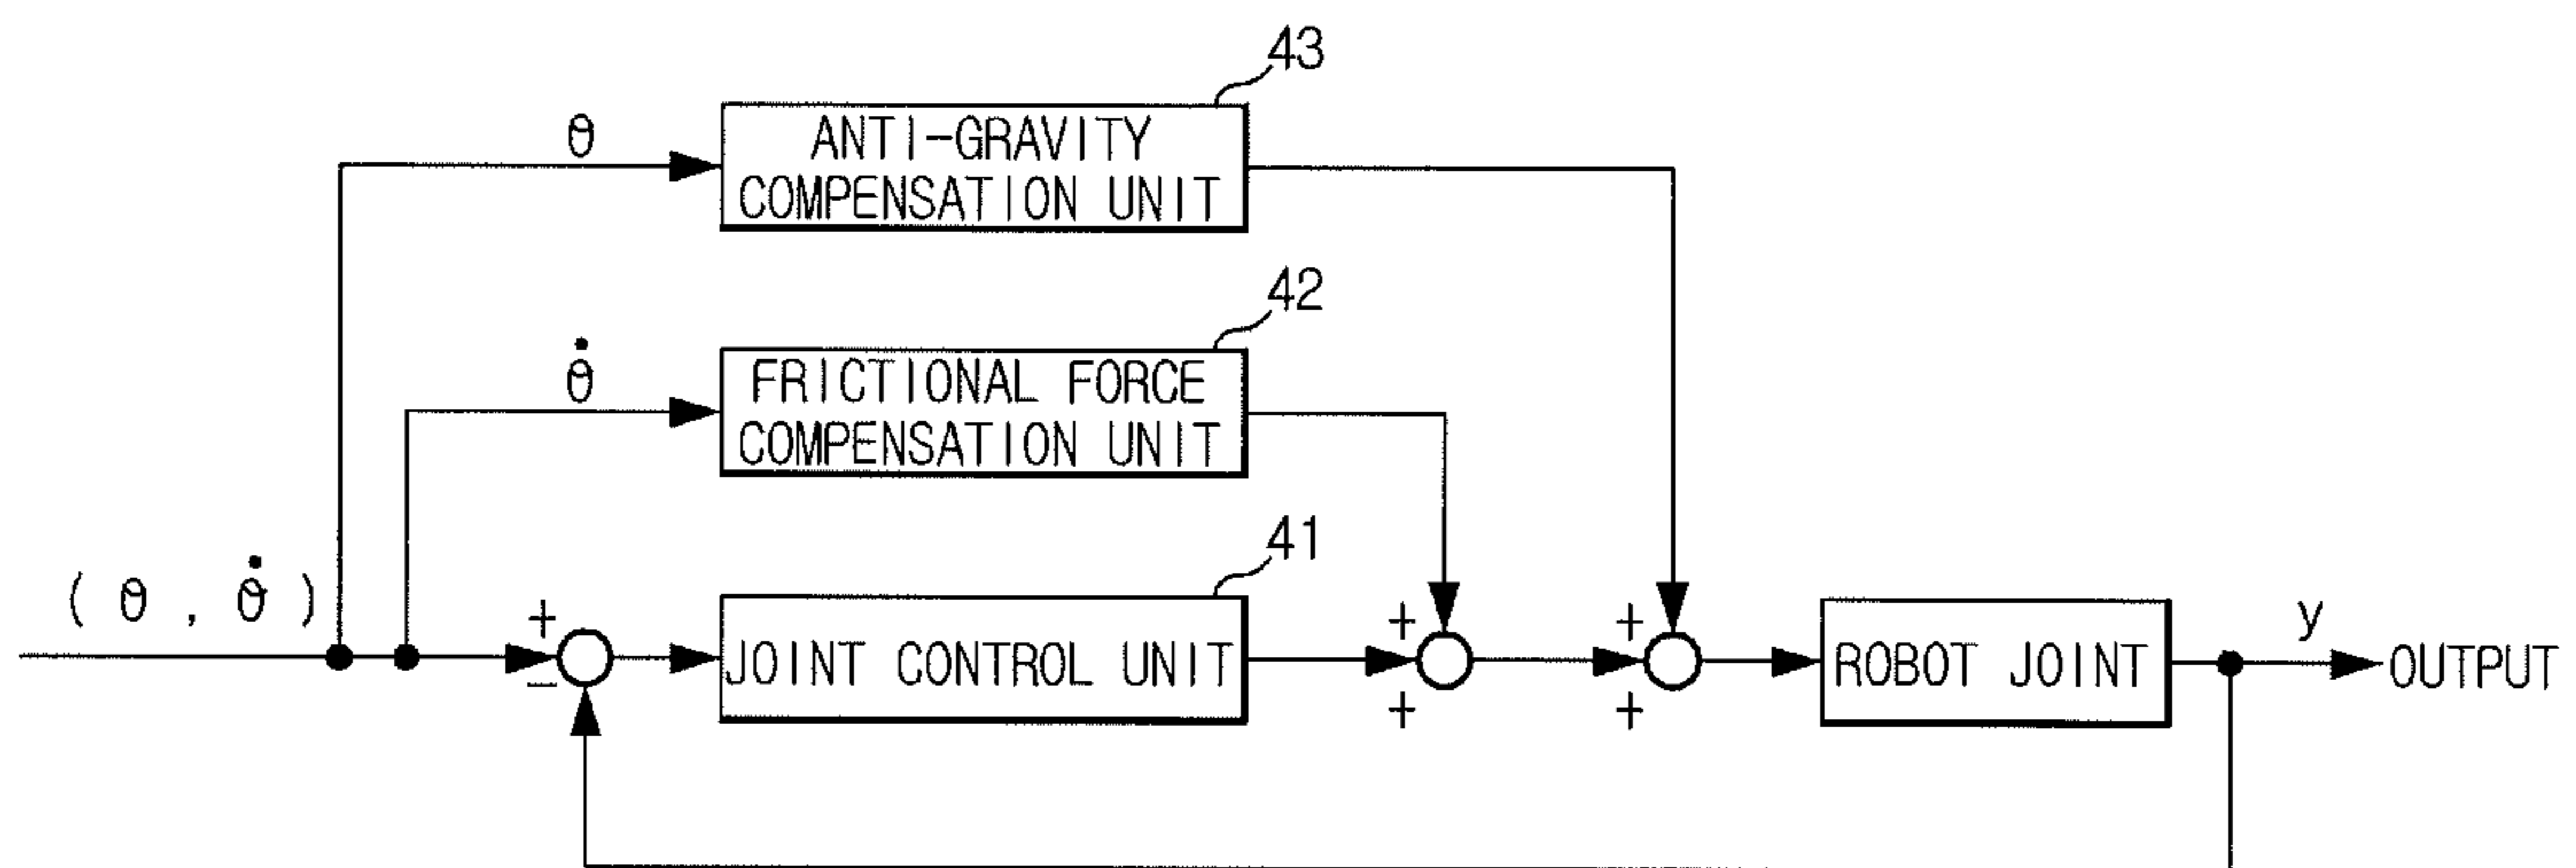 43
θ
ANTI-GRAVITY
COMPENSATION UNIT
42
θ̇
FRICTIONAL FORCE
COMPENSATION UNIT
41
( θ , θ̇ )
+
−
JOINT CONTROL UNIT
+
+
+
+
ROBOT JOINT
y
OUTPUT